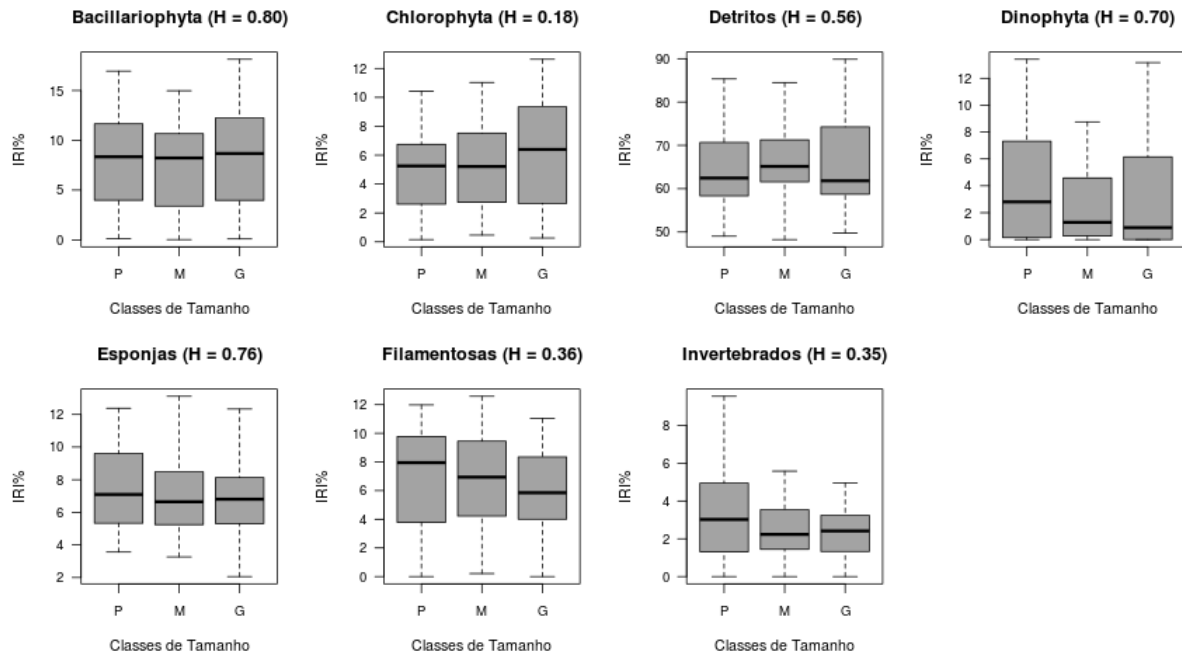 Bacillariophyta (H = 0.80)
IRI%
15
10
5
0
P M G
Classes de Tamanho
Chlorophyta (H = 0.18)
IRI%
12
10
8
6
4
2
0
P M G
Classes de Tamanho
Detritos (H = 0.56)
IRI%
90
80
70
60
50
P M G
Classes de Tamanho
Dinophyta (H = 0.70)
IRI%
12
10
8
6
4
2
0
P M G
Classes de Tamanho
Esponjas (H = 0.76)
IRI%
12
10
8
6
4
2
P M G
Classes de Tamanho
Filamentosas (H = 0.36)
IRI%
12
10
8
6
4
2
0
P M G
Classes de Tamanho
Invertebrados (H = 0.35)
IRI%
8
6
4
2
0
P M G
Classes de Tamanho